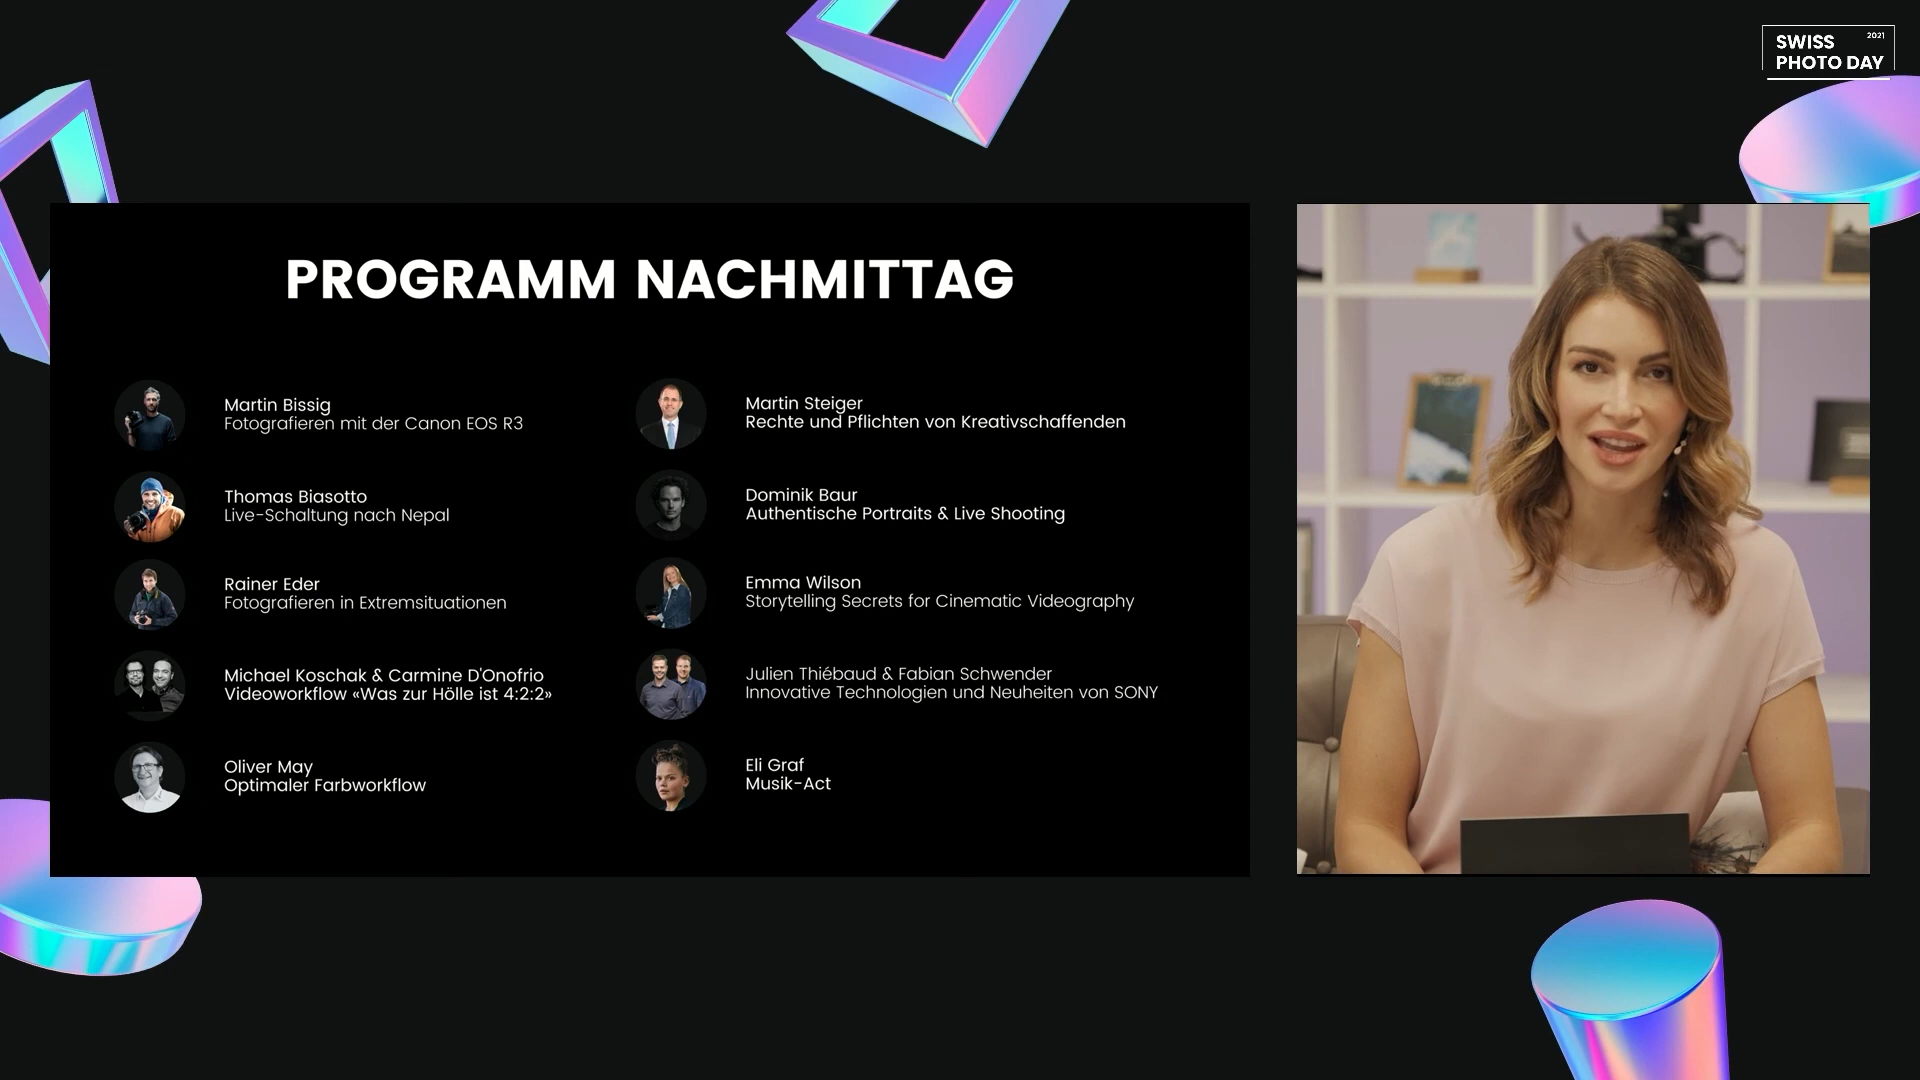 SWISS 2021
PHOTO DAY
PROGRAMM NACHMITTAG
Martin Bissig
Fotografieren mit der Canon EOS R3
Thomas Biasotto
Live-Schaltung nach Nepal
Rainer Eder
Fotografieren in Extremsituationen
Michael Koschak & Carmine D'Onofrio
Videoworkflow «Was zur Hölle ist 4:2:2»
Oliver May
Optimaler Farbworkflow
Martin Steiger
Rechte und Pflichten von Kreativschaffenden
Dominik Baur
Authentische Portraits & Live Shooting
Emma Wilson
Storytelling Secrets for Cinematic Videography
Julien Thiébaud & Fabian Schwender
Innovative Technologien und Neuheiten von SONY
Eli Graf
Musik-Act